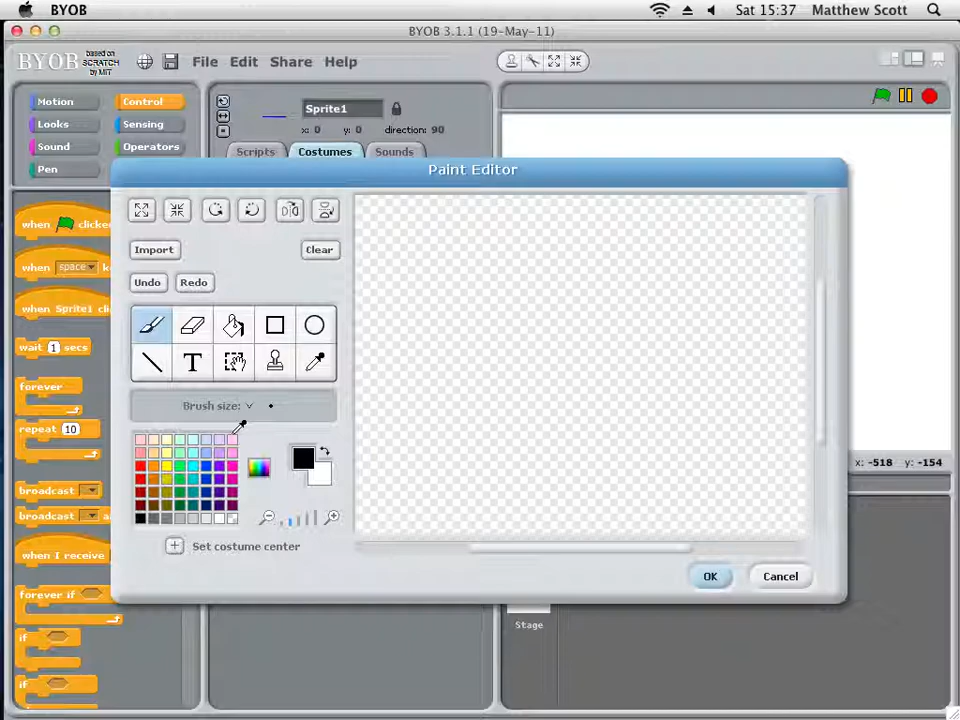 BYOB
Sat 15:37
Matthew Scott
BYOB 3.1.1 (19-May-11)
BYOB
based on
SCRATCH
by MIT
File
Edit
Share
Help
Motion
Control
Looks
Sensing
Sound
Operators
Pen
Sprite1
x: 0
y: 0
direction: 90
Scripts
Costumes
Sounds
Paint Editor
Import
Clear
Undo
Redo
T
Brush size:
Set costume center
OK
Cancel
when
clicke
when
space
k
when Sprite1 cli
wait 1 secs
forever
repeat 10
broadcast
broadcast
a
when I receive
forever if
if
if
x: -518
y: -154
Stage